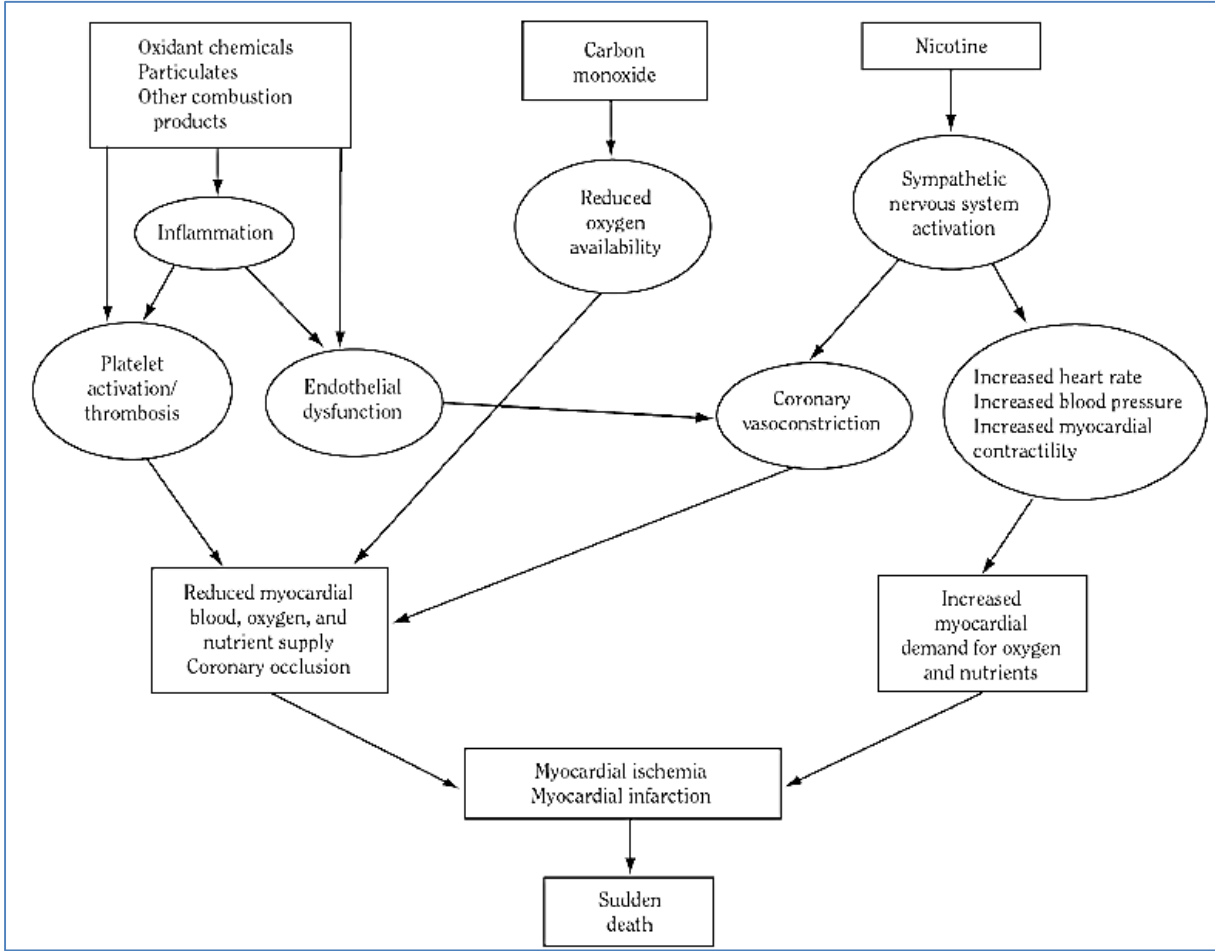 Oxidant chemicals
Particulates
Other combustion
products
Carbon
monoxide
Nicotine
Inflammation
Reduced
oxygen
availability
Sympathetic
nervous system
activation
Platelet
activation/
thrombosis
Endothelial
dysfunction
Coronary
vasoconstriction
Increased heart rate
Increased blood pressure
Increased myocardial
contractility
Reduced myocardial
blood, oxygen, and
nutrient supply
Coronary occlusion
Increased
myocardial
demand for oxygen
and nutrients
Myocardial ischemia
Myocardial infarction
Sudden
death